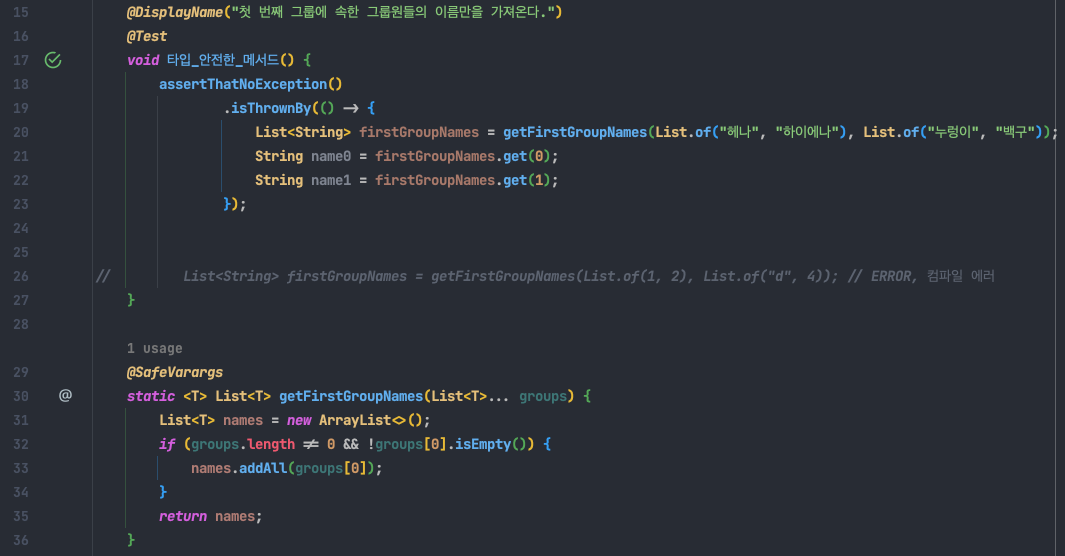 15 @DisplayName("첫 번째 그룹에 속한 그룹원들의 이름만을 가져온다.")
16 @Test
17 void 타입_안전한_메서드() {
18 assertThatNoException()
19 .isThrownBy(() -> {
20 List<String> firstGroupNames = getFirstGroupNames(List.of("헤나", "하이에나"), List.of("누렁이", "백구"));
21 String name0 = firstGroupNames.get(0);
22 String name1 = firstGroupNames.get(1);
23 });
24
25
26 // List<String> firstGroupNames = getFirstGroupNames(List.of(1, 2), List.of("d", 4)); // ERROR, 컴파일 에러
27 }
28
1 usage
29 @SafeVarargs
30 @ static <T> List<T> getFirstGroupNames(List<T>... groups) {
31 List<T> names = new ArrayList<>();
32 if (groups.length != 0 && !groups[0].isEmpty()) {
33 names.addAll(groups[0]);
34 }
35 return names;
36 }